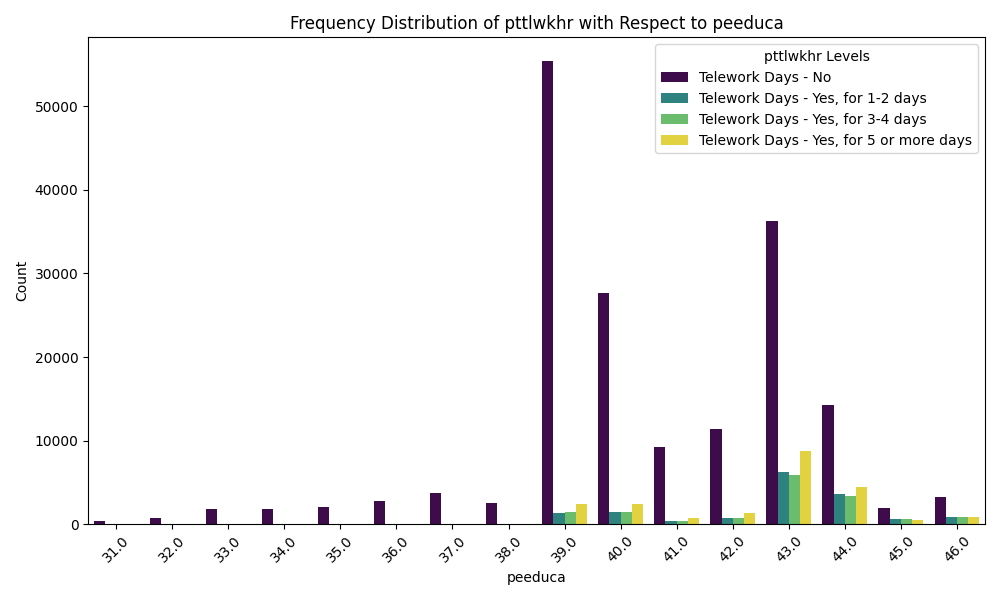 Frequency Distribution of pttlwkhr with Respect to peeduca
pttlwkhr Levels
Telework Days - No
Telework Days - Yes, for 1-2 days
Telework Days - Yes, for 3-4 days
Telework Days - Yes, for 5 or more days
Count
50000
40000
30000
20000
10000
0
31.0
32.0
33.0
34.0
35.0
36.0
37.0
38.0
39.0
40.0
41.0
42.0
43.0
44.0
45.0
46.0
peeduca